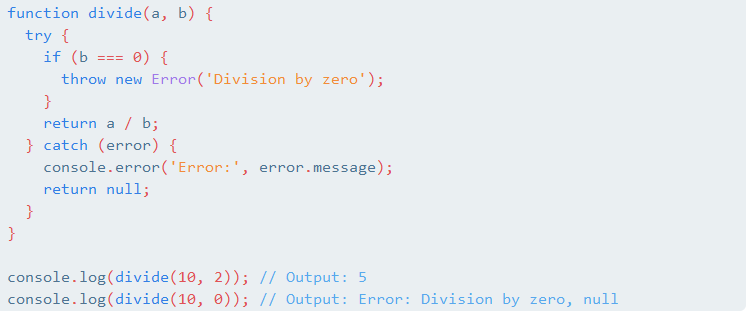 function divide(a, b) {
  try {
    if (b === 0) {
      throw new Error('Division by zero');
    }
    return a / b;
  } catch (error) {
    console.error('Error:', error.message);
    return null;
  }
}

console.log(divide(10, 2)); // Output: 5
console.log(divide(10, 0)); // Output: Error: Division by zero, null